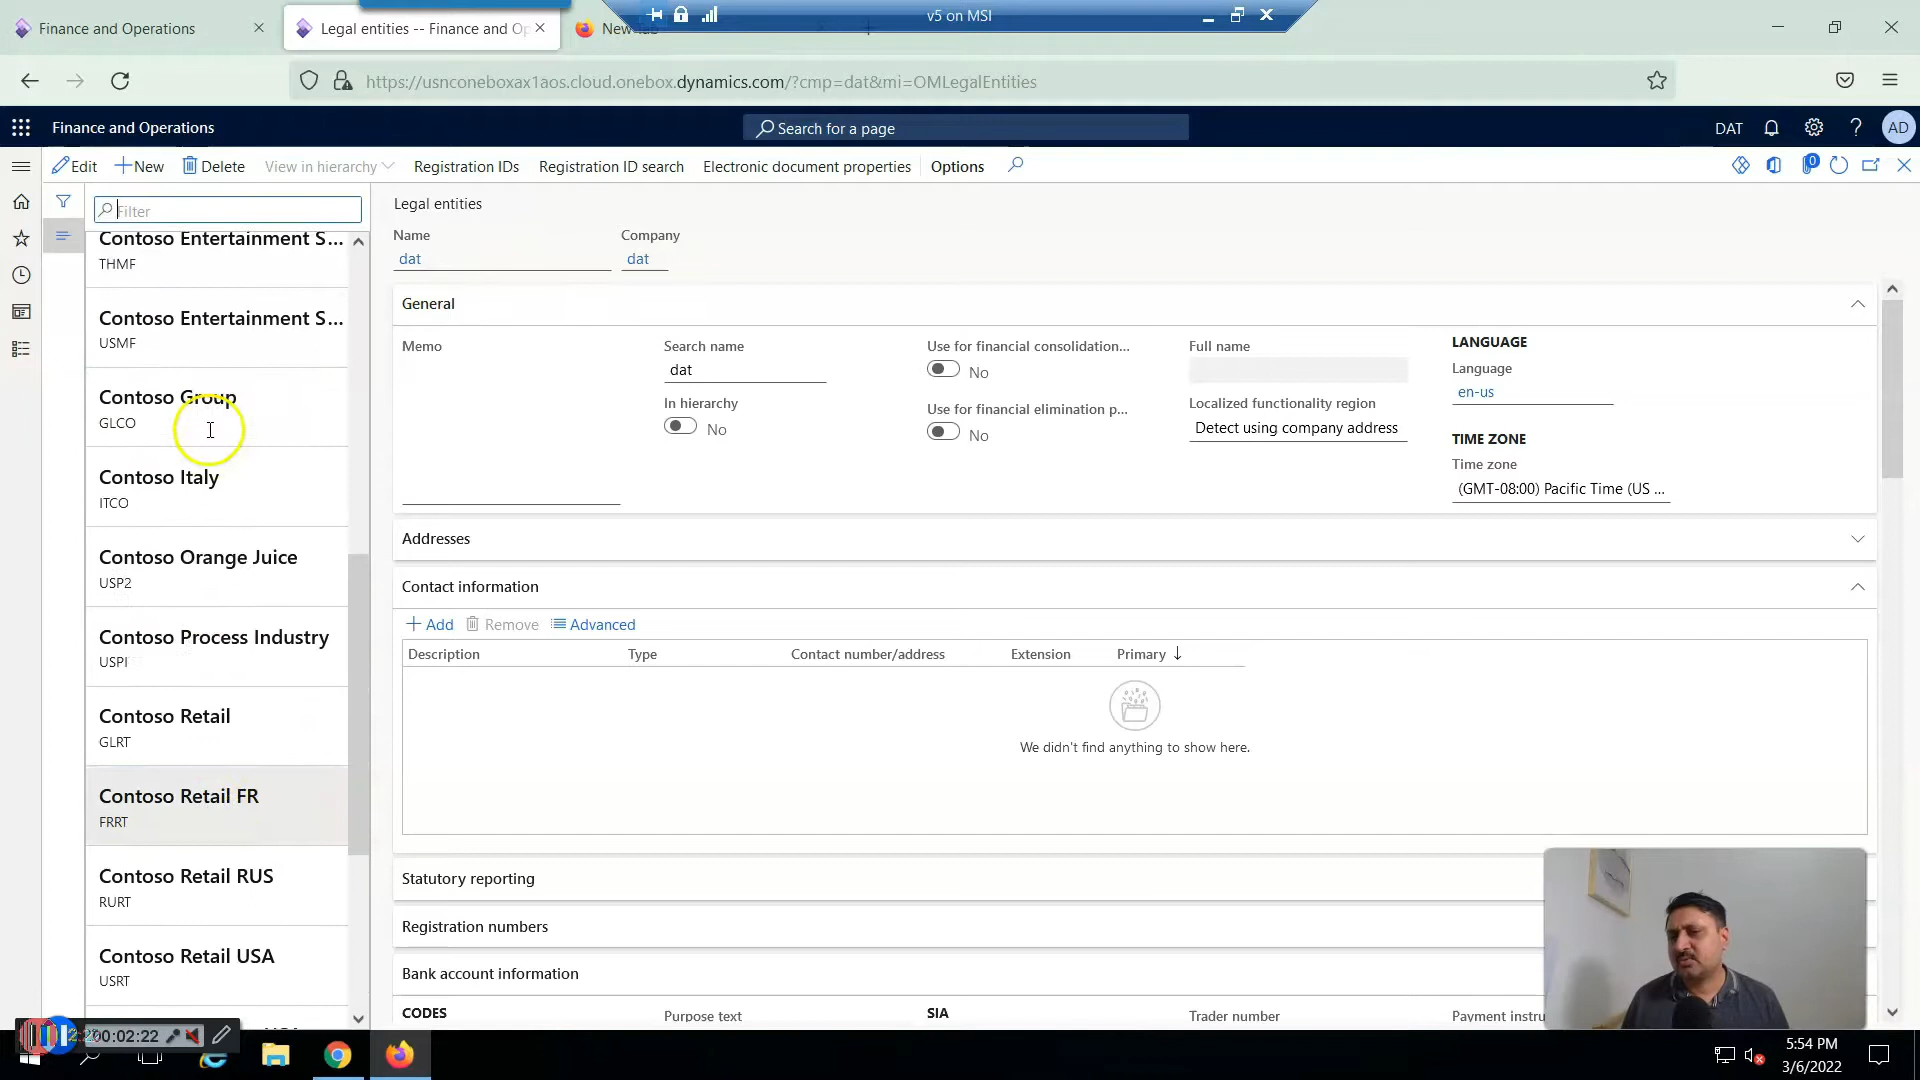 v5 on MSI
Finance and Operations
Legal entities -- Finance and Op
New Tab
https://usnconeboxax1aos.cloud.onebox.dynamics.com/?cmp=dat&mi=OMLegalEntities
Finance and Operations
Search for a page
DAT
?
AD
Edit
New
Delete
View in hierarchy
Registration IDs
Registration ID search
Electronic document properties
Options
0
Filter
Contoso Entertainment S...
THMF
Contoso Entertainment S...
USMF
Contoso Group
GLCO
Contoso Italy
ITCO
Contoso Orange Juice
USP2
Contoso Process Industry
USPI
Contoso Retail
GLRT
Contoso Retail FR
FRRT
Contoso Retail RUS
RURT
Contoso Retail USA
USRT
Legal entities
Name
Company
dat
dat
General
Memo
Search name
dat
In hierarchy
No
Use for financial consolidation...
No
Use for financial elimination p...
No
Full name
Localized functionality region
Detect using company address
LANGUAGE
Language
en-us
TIME ZONE
Time zone
(GMT-08:00) Pacific Time (US ...
Addresses
Contact information
Add
Remove
Advanced
Description
Type
Contact number/address
Extension
Primary
We didn't find anything to show here.
Statutory reporting
Registration numbers
Bank account information
CODES
Purpose text
SIA
Trader number
Payment instru
00:02:22
5:54 PM
3/6/2022